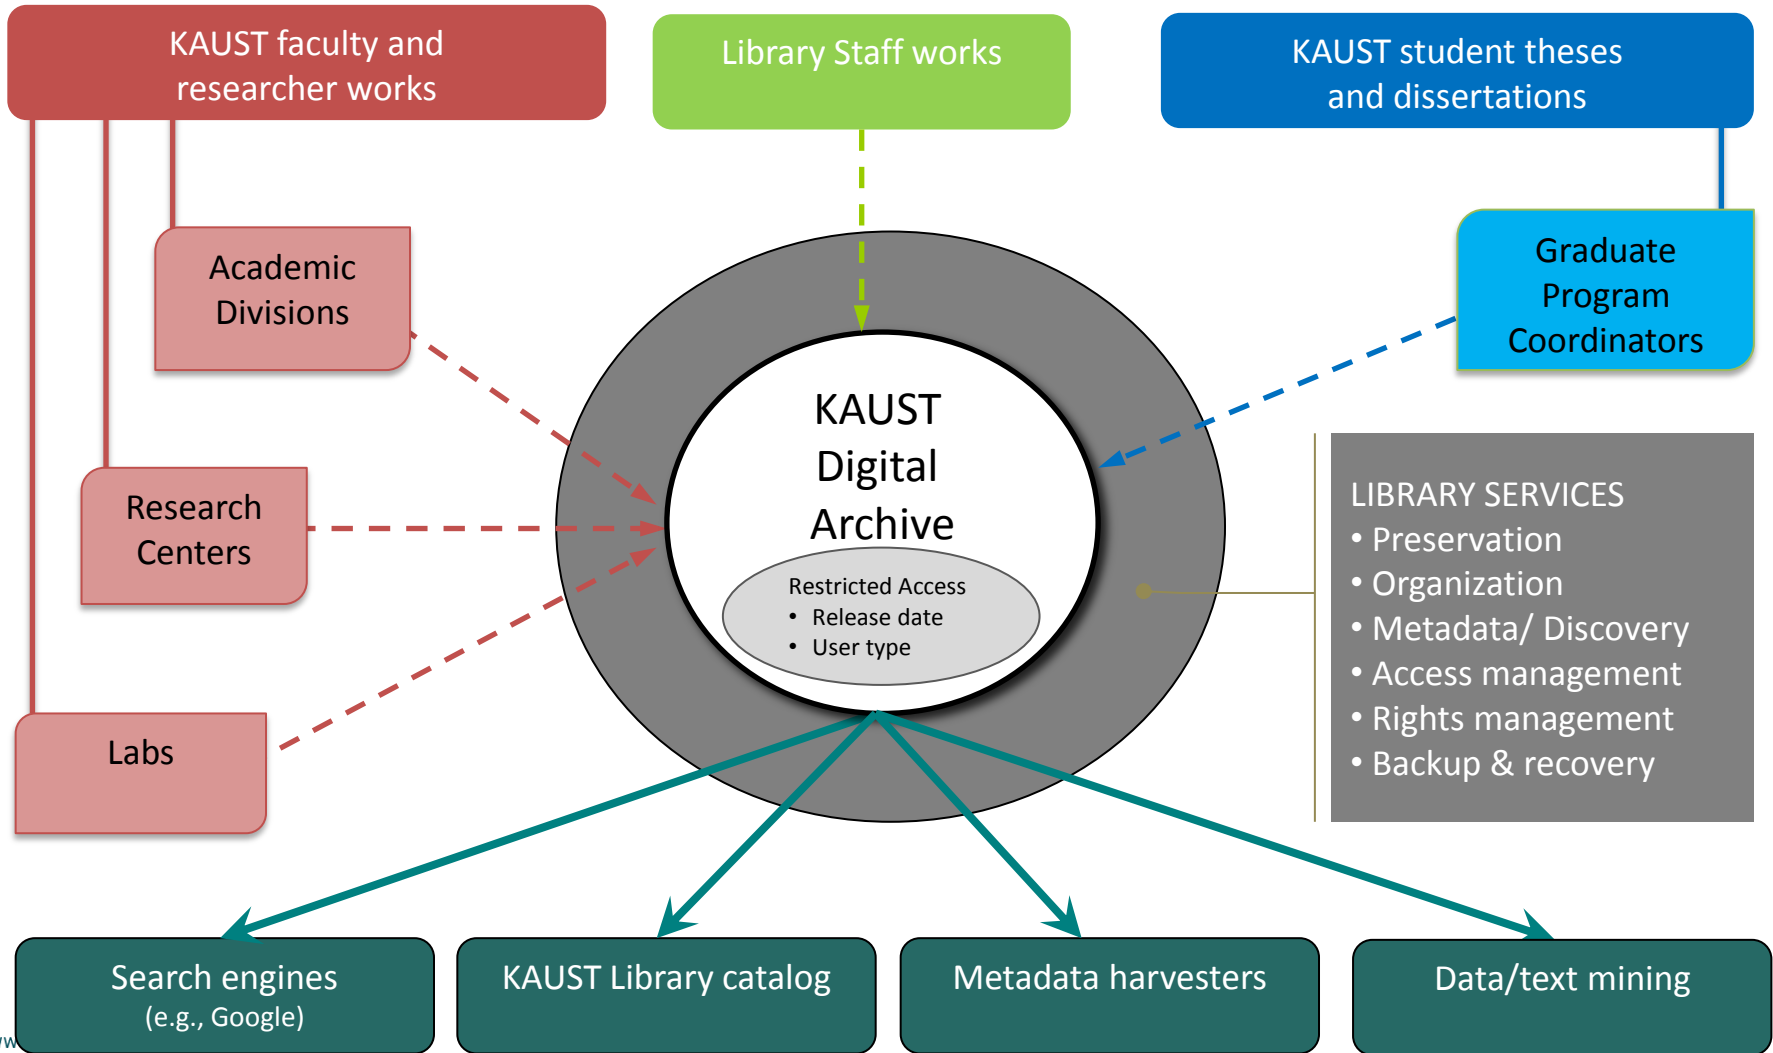 KAUST faculty and
researcher works
Library Staff works
KAUST student theses
and dissertations
Academic
Divisions
Graduate
Program
Coordinators
Research
Centers
KAUST
Digital
Archive
Restricted Access
• Release date
• User type
LIBRARY SERVICES
• Preservation
• Organization
• Metadata/ Discovery
• Access management
• Rights management
• Backup & recovery
Labs
Search engines
(e.g., Google)
KAUST Library catalog
Metadata harvesters
Data/text mining